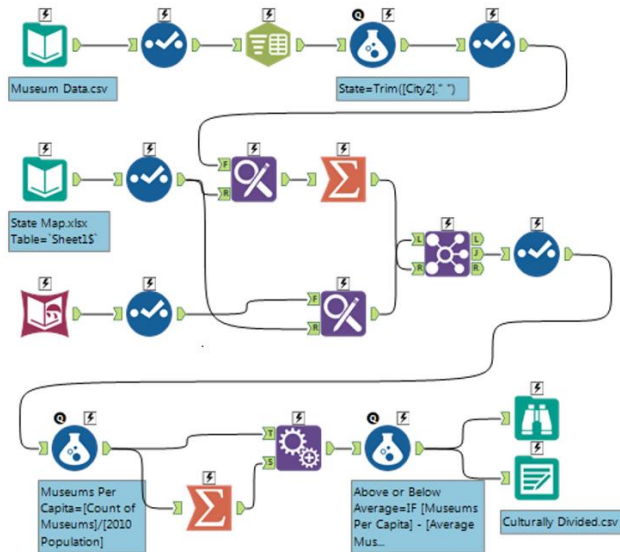 Museum Data.csv
Q
State=Trim([City2]," ")
F
R
State Map.xlsx
Table=`Sheet1$`
L
R
L
J
R
F
R
Q
Museums Per
Capita=[Count of
Museums]/[2010
Population]
T
S
Q
Above or Below
Average=IF [Museums
Per Capita] - [Average
Mus...
Culturally Divided.csv